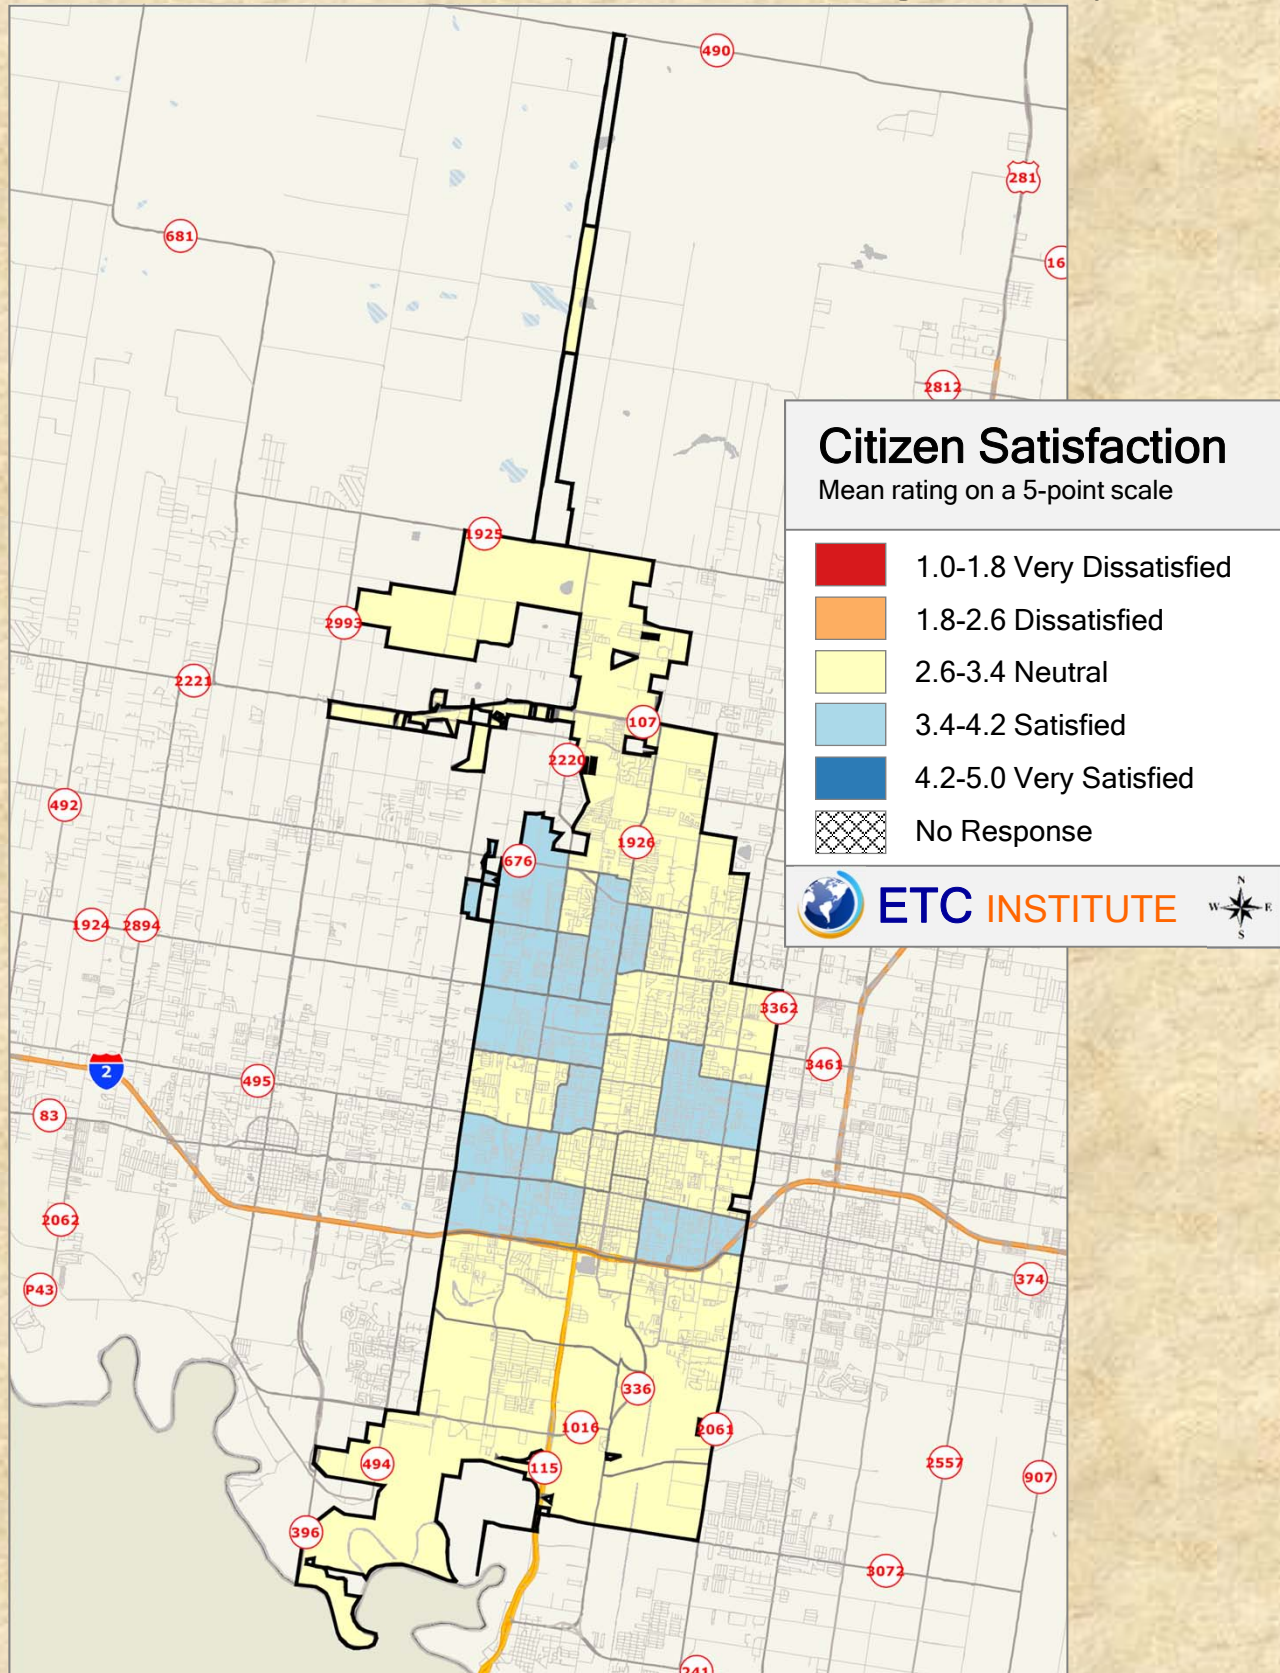 490
281
681
16
2812
Citizen Satisfaction
Mean rating on a 5-point scale
1.0-1.8 Very Dissatisfied
1.8-2.6 Dissatisfied
2.6-3.4 Neutral
3.4-4.2 Satisfied
4.2-5.0 Very Satisfied
No Response
ETC INSTITUTE
N
W E
S
1925
2993
2221
107
2220
492
1926
676
1924
2894
3362
3461
2
495
83
2062
P43
374
336
1016
2061
494
115
2557
907
396
3072
241